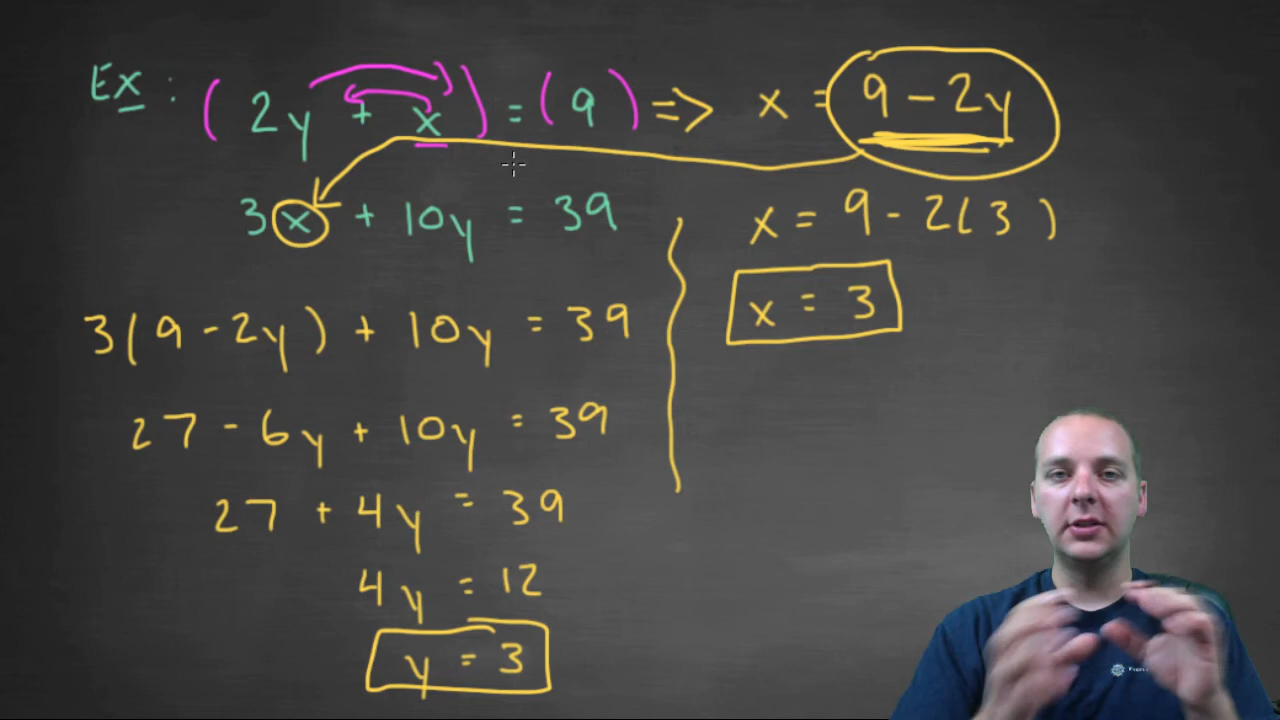 Ex: (2y + x) = (9) => x = 9 - 2y
3x + 10y = 39
3(9 - 2y) + 10y = 39
27 - 6y + 10y = 39
27 + 4y = 39
4y = 12
y = 3
x = 9 - 2(3)
x = 3